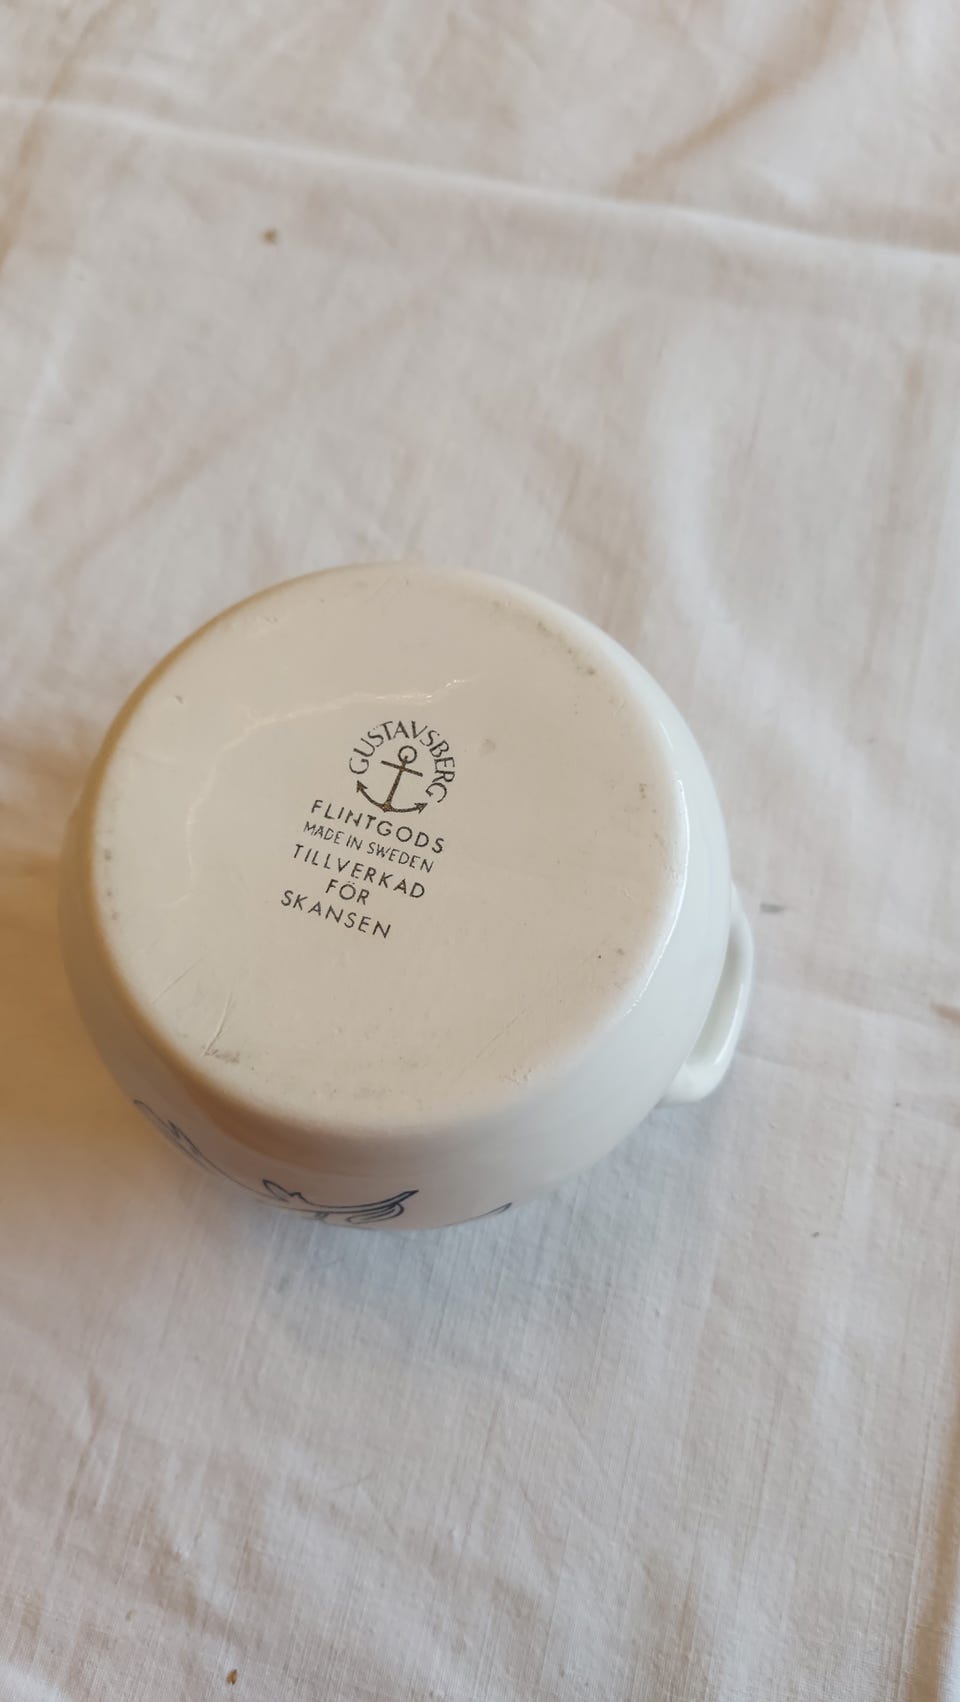 GUSTAVSBERG
FLINTGODS
MADE IN SWEDEN
TILLVERKAD
FÖR
SKANSEN